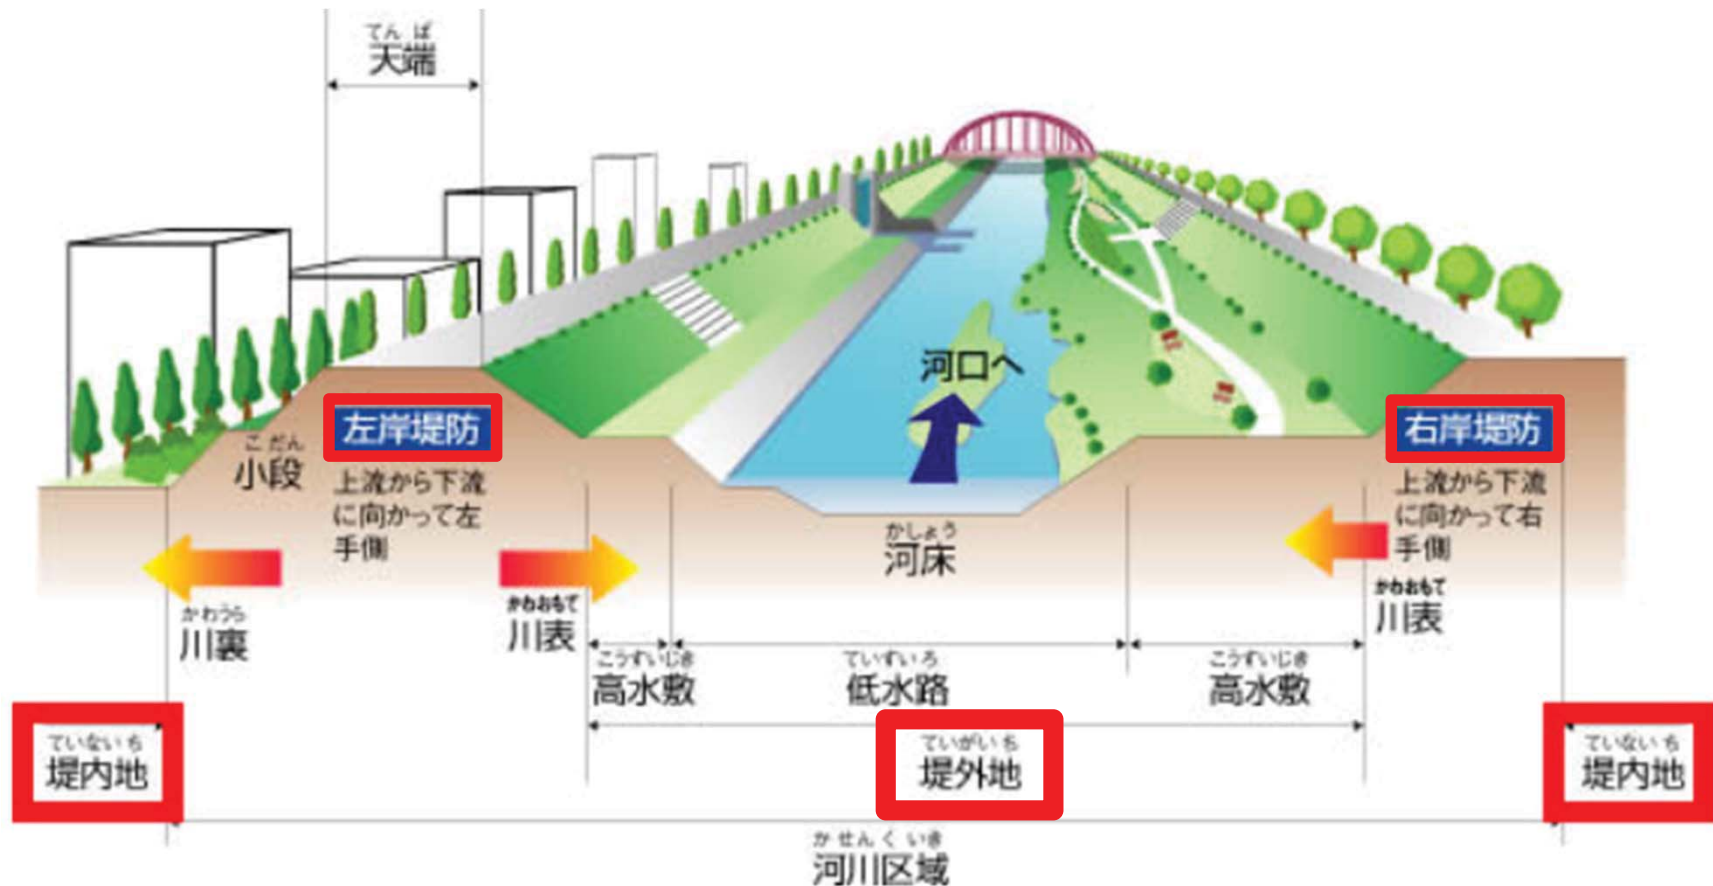 てんば
天端
河口へ
左岸堤防
右岸堤防
こだん
小段
上流から下流
に向かって左
手側
上流から下流
に向かって右
手側
かしょう
河床
かわうら
川裏
かわおもて
川表
かわおもて
川表
こうすいじき
高水敷
ていすいろ
低水路
こうすいじき
高水敷
ていないち
堤内地
ていがいち
堤外地
ていないち
堤内地
かせんくいき
河川区域